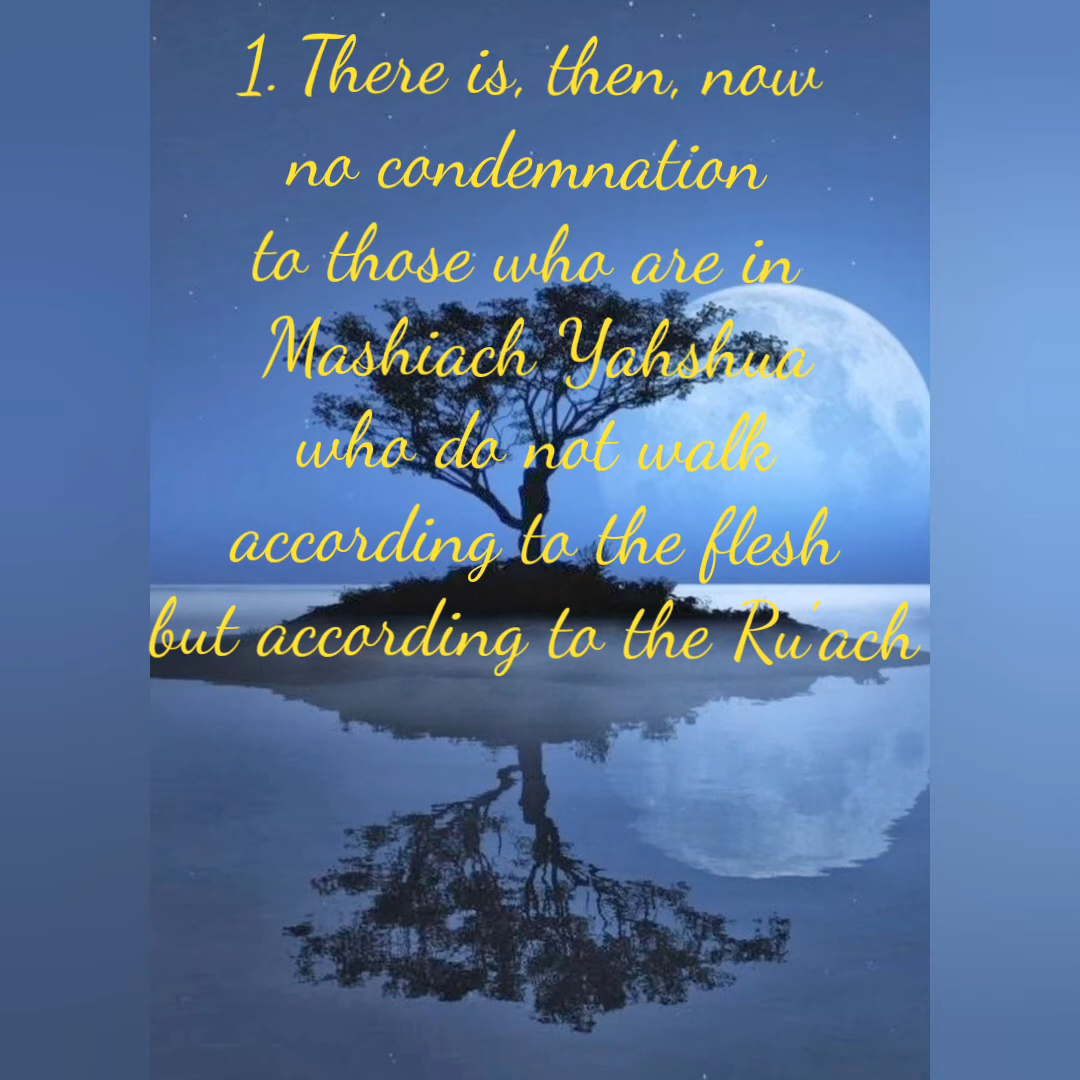 1. There is, then, now
no condemnation
to those who are in
Mashiach Yahshua
who do not walk
according to the flesh
but according to the Ru'ach